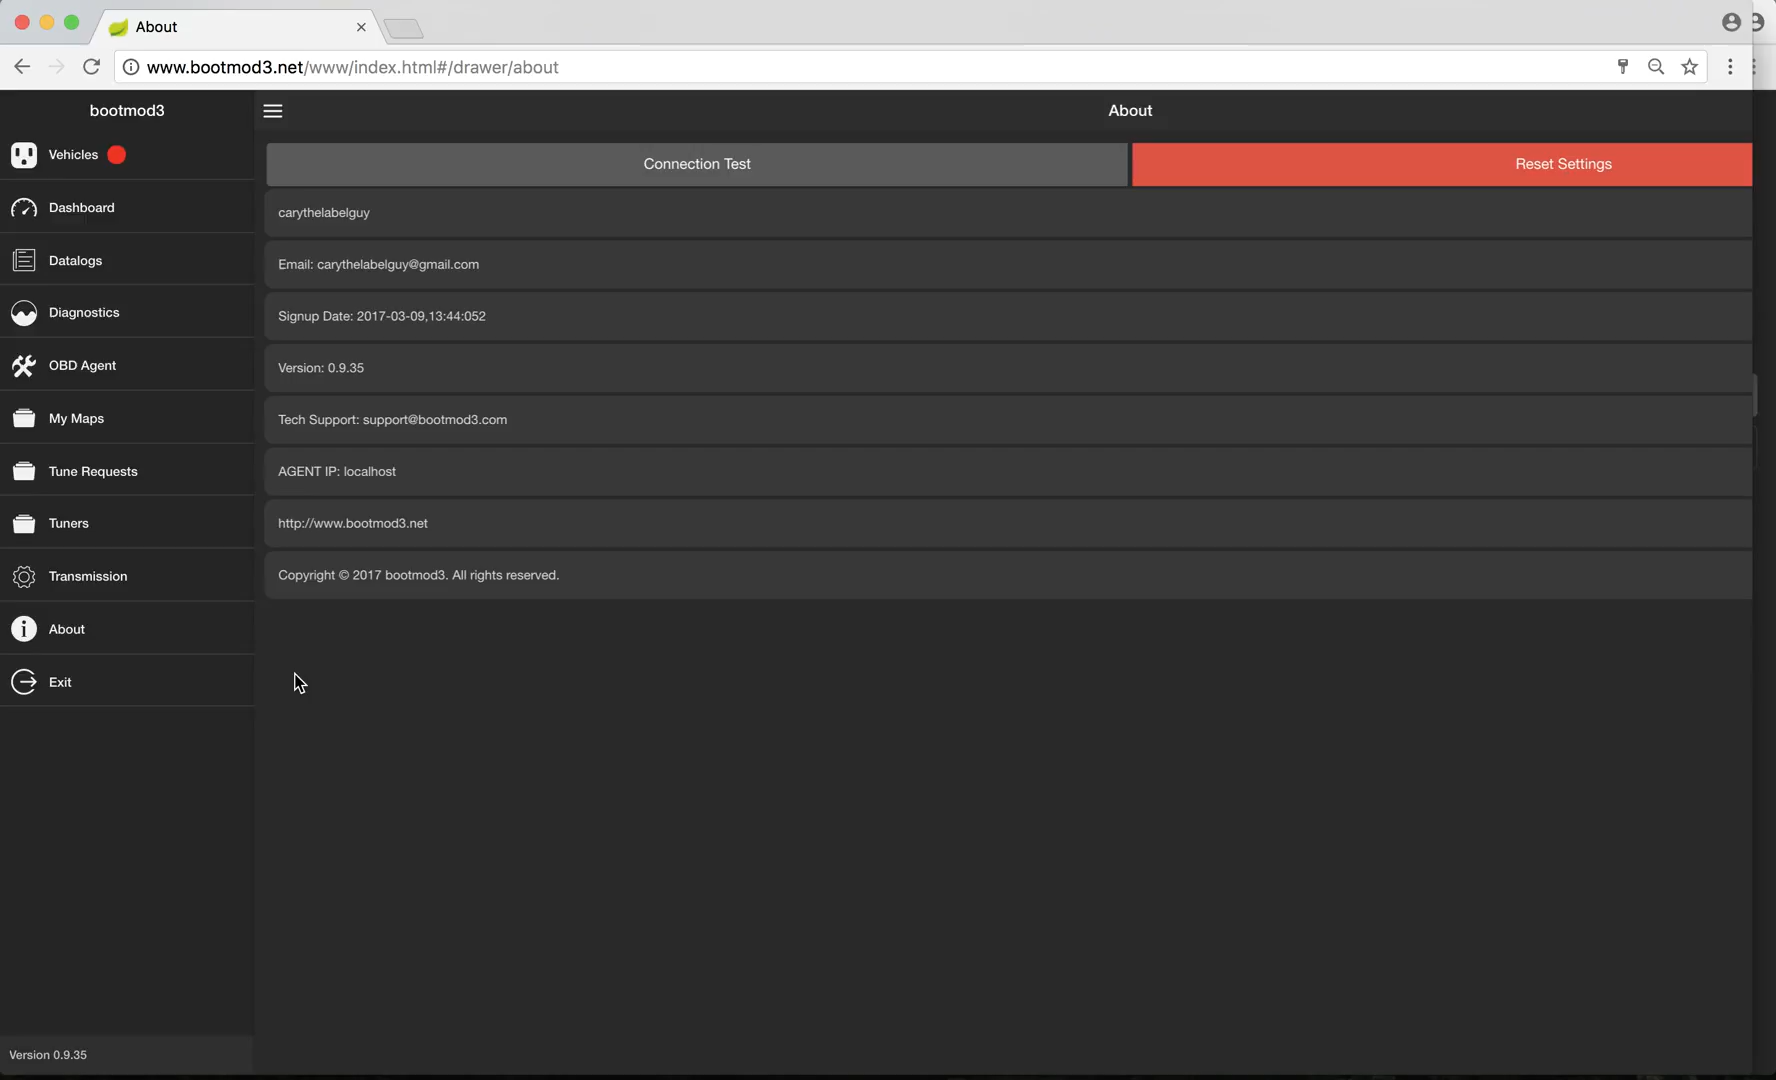 About
www.bootmod3.net/www/index.html#/drawer/about
bootmod3
About
Vehicles
Dashboard
Datalogs
Diagnostics
OBD Agent
My Maps
Tune Requests
Tuners
Transmission
About
Exit
Version 0.9.35
Connection Test
Reset Settings
carythelabelguy
Email: carythelabelguy@gmail.com
Signup Date: 2017-03-09,13:44:052
Version: 0.9.35
Tech Support: support@bootmod3.com
AGENT IP: localhost
http://www.bootmod3.net
Copyright © 2017 bootmod3. All rights reserved.